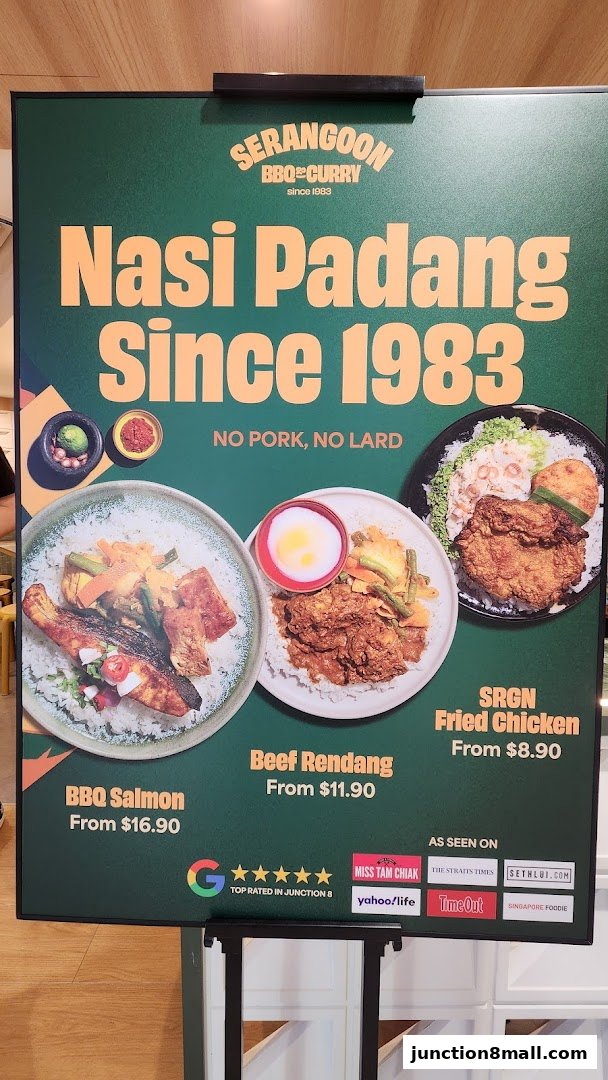 SERANGOON
BBQ & CURRY
since 1983
Nasi Padang
Since 1983
NO PORK, NO LARD
SRGN
Fried Chicken
From $8.90
Beef Rendang
From $11.90
BBQ Salmon
From $16.90
AS SEEN ON
G
TOP RATED IN JUNCTION 8
MISS TAM CHIAK
THE STRAITS TIMES
SETHLUI.COM
yahoo!life
TimeOut
SINGAPORE FOODIE
junction8mall.com